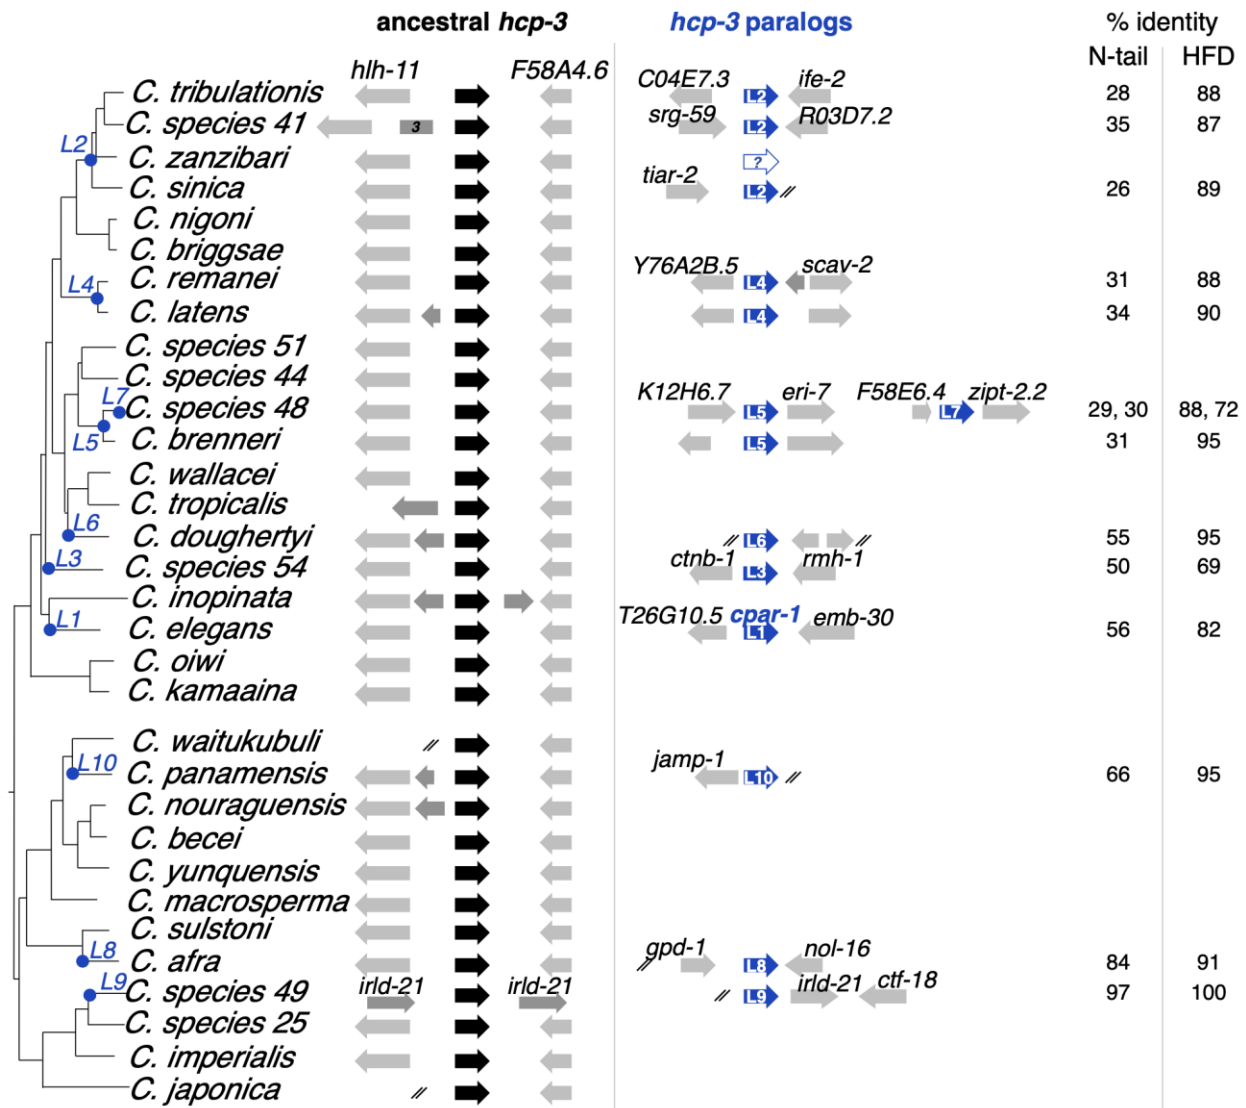 ancestral hcp-3 hcp-3 paralogs % identity
N-tail HFD
hlh-11 F58A4.6 C04E7.3 ife-2
C. tribulationis L2 28 88
srg-59 R03D7.2
C. species 41 3 L2 35 87
L2
C. zanzibari ?
tiar-2
C. sinica L2 26 89
C. nigoni
C. briggsae
Y76A2B.5 scav-2
L4 C. remanei L4 31 88
C. latens L4 34 90
C. species 51
C. species 44
K12H6.7 eri-7 F58E6.4 zipt-2.2
L7 C. species 48 L5 L7 29, 30 88, 72
L5 C. brenneri L5 31 95
C. wallacei
C. tropicalis
L6 C. doughertyi L6 55 95
ctnb-1 rmh-1
L3 C. species 54 L3 50 69
C. inopinata
T26G10.5 cpar-1 emb-30
L1 C. elegans L1 56 82
C. oiwi
C. kamaaina
C. waitukubuli //
jamp-1
L10 C. panamensis L10 // 66 95
C. nouraguensis
C. becei
C. yunquensis
C. macrosperma
C. sulstoni
gpd-1 nol-16
L8 C. afra // L8 84 91
L9 irld-21 irld-21 irld-21 ctf-18
C. species 49 // L9 97 100
C. species 25
C. imperialis
C. japonica //